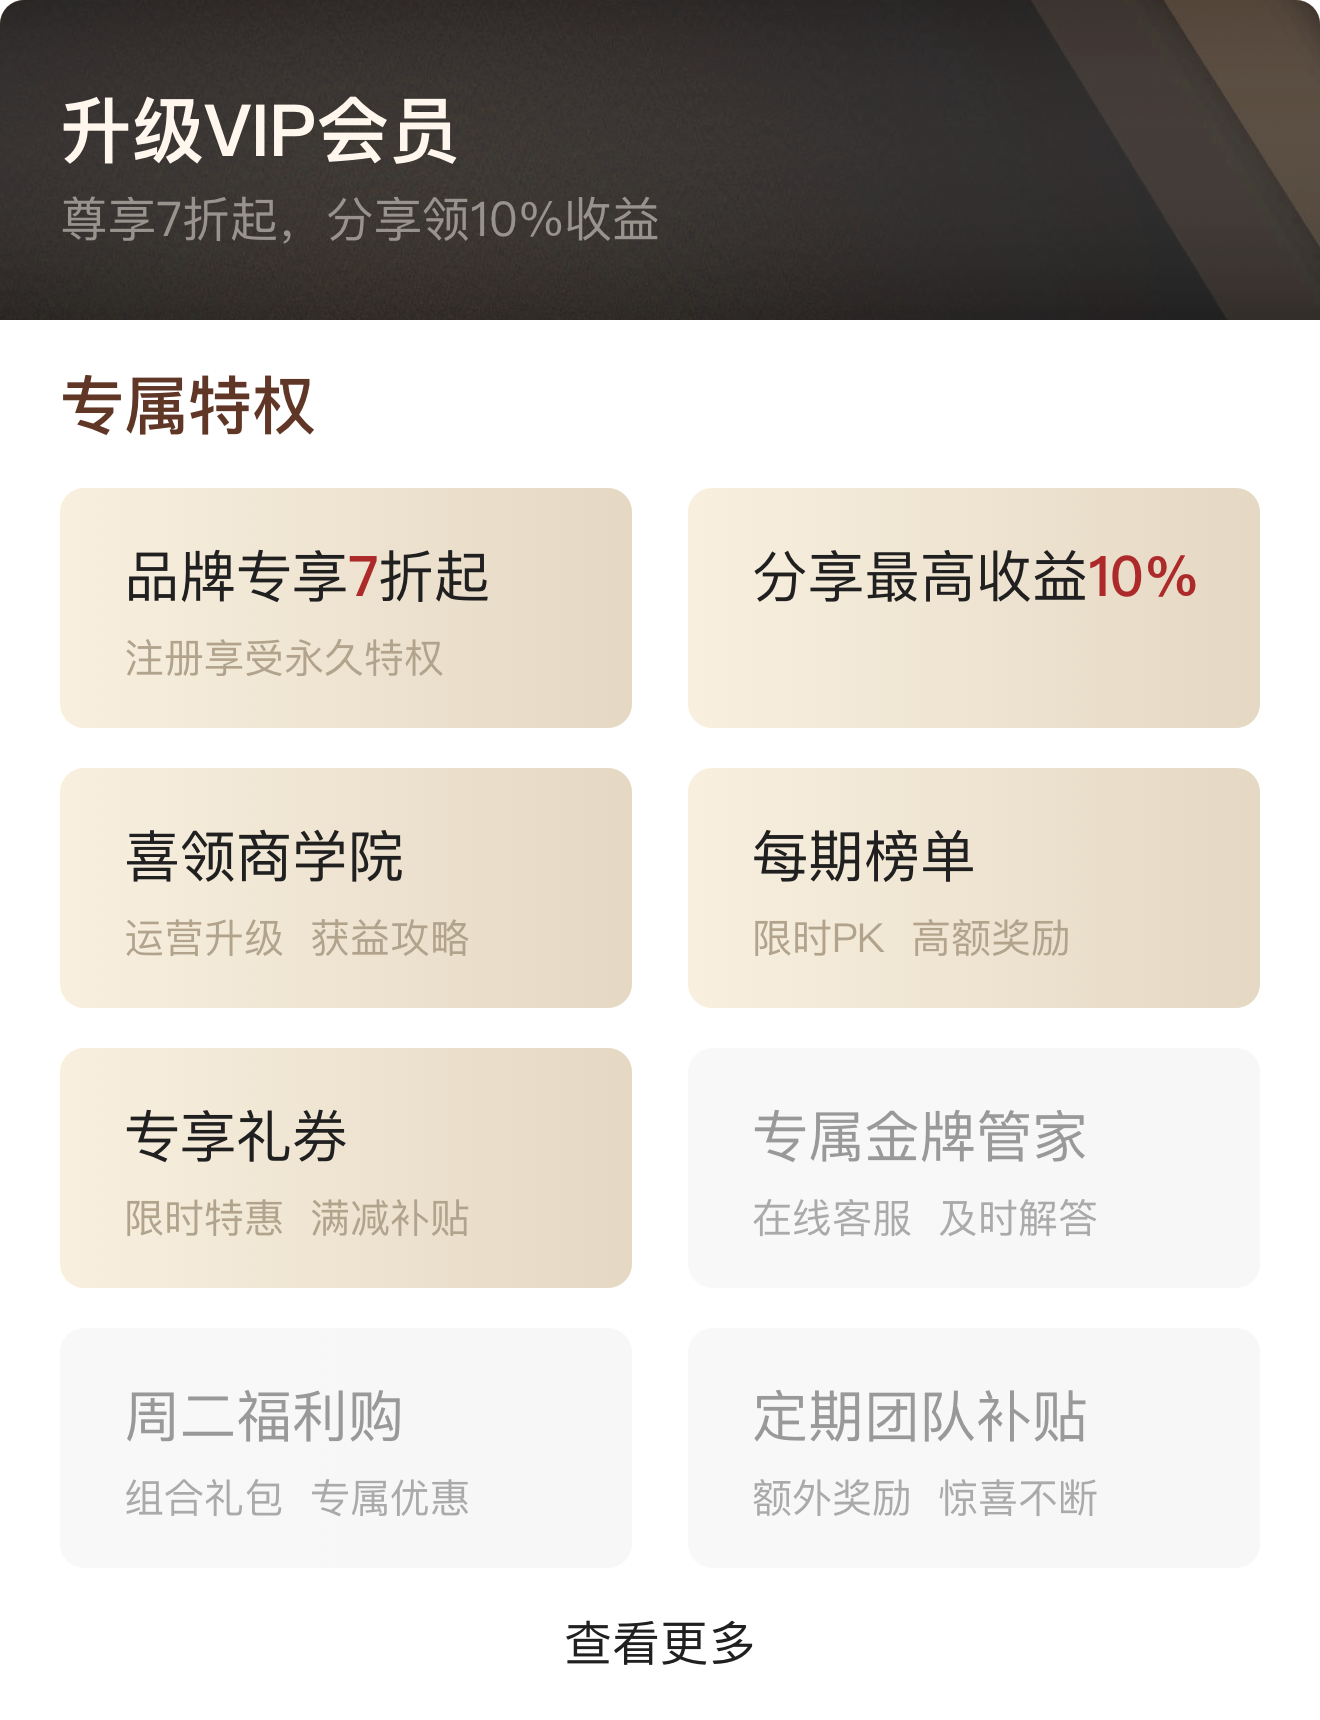 升级VIP会员
尊享7折起，分享领10%收益
专属特权
品牌专享7折起
注册享受永久特权
分享最高收益10%
喜领商学院
运营升级 获益攻略
每期榜单
限时PK 高额奖励
专享礼券
限时特惠 满减补贴
专属金牌管家
在线客服 及时解答
周二福利购
组合礼包 专属优惠
定期团队补贴
额外奖励 惊喜不断
查看更多